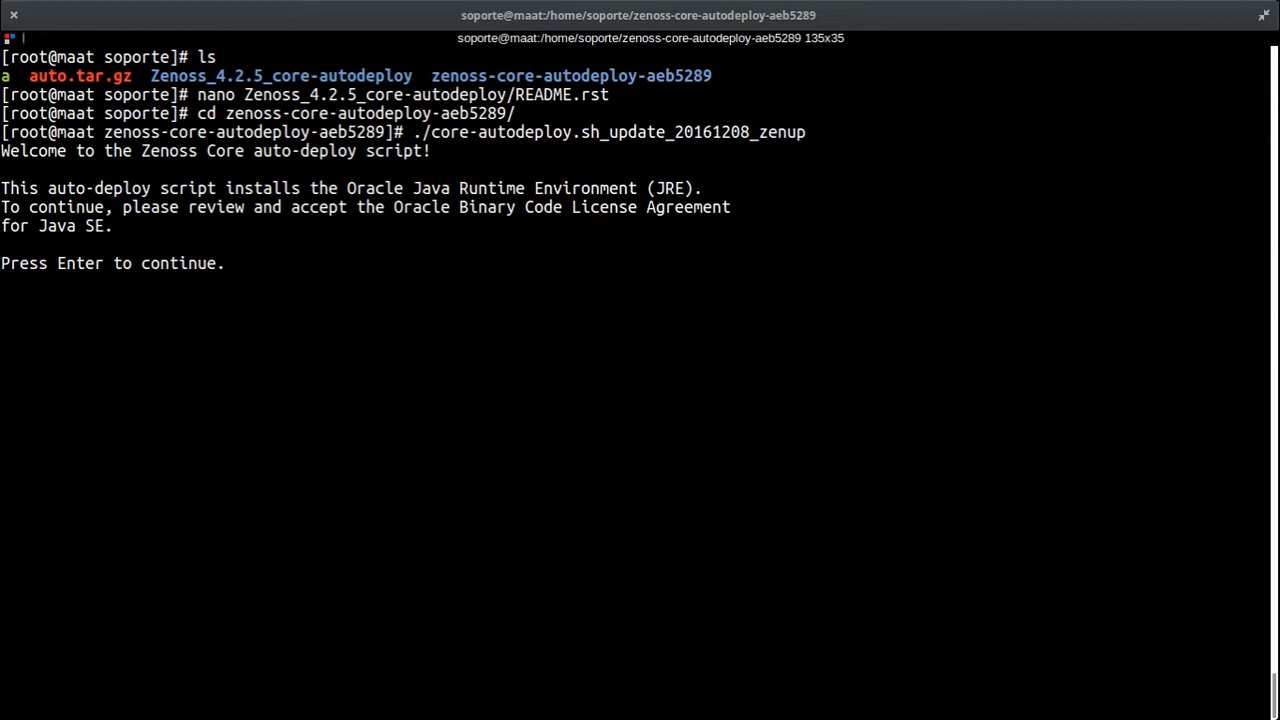 soporte@maat:/home/soporte/zenoss-core-autodeploy-aeb5289
soporte@maat:/home/soporte/zenoss-core-autodeploy-aeb5289 135x35
[root@maat soporte]# ls
a  auto.tar.gz  Zenoss_4.2.5_core-autodeploy  zenoss-core-autodeploy-aeb5289
[root@maat soporte]# nano Zenoss_4.2.5_core-autodeploy/README.rst
[root@maat soporte]# cd zenoss-core-autodeploy-aeb5289/
[root@maat zenoss-core-autodeploy-aeb5289]# ./core-autodeploy.sh_update_20161208_zenup
Welcome to the Zenoss Core auto-deploy script!
This auto-deploy script installs the Oracle Java Runtime Environment (JRE).
To continue, please review and accept the Oracle Binary Code License Agreement
for Java SE.
Press Enter to continue.